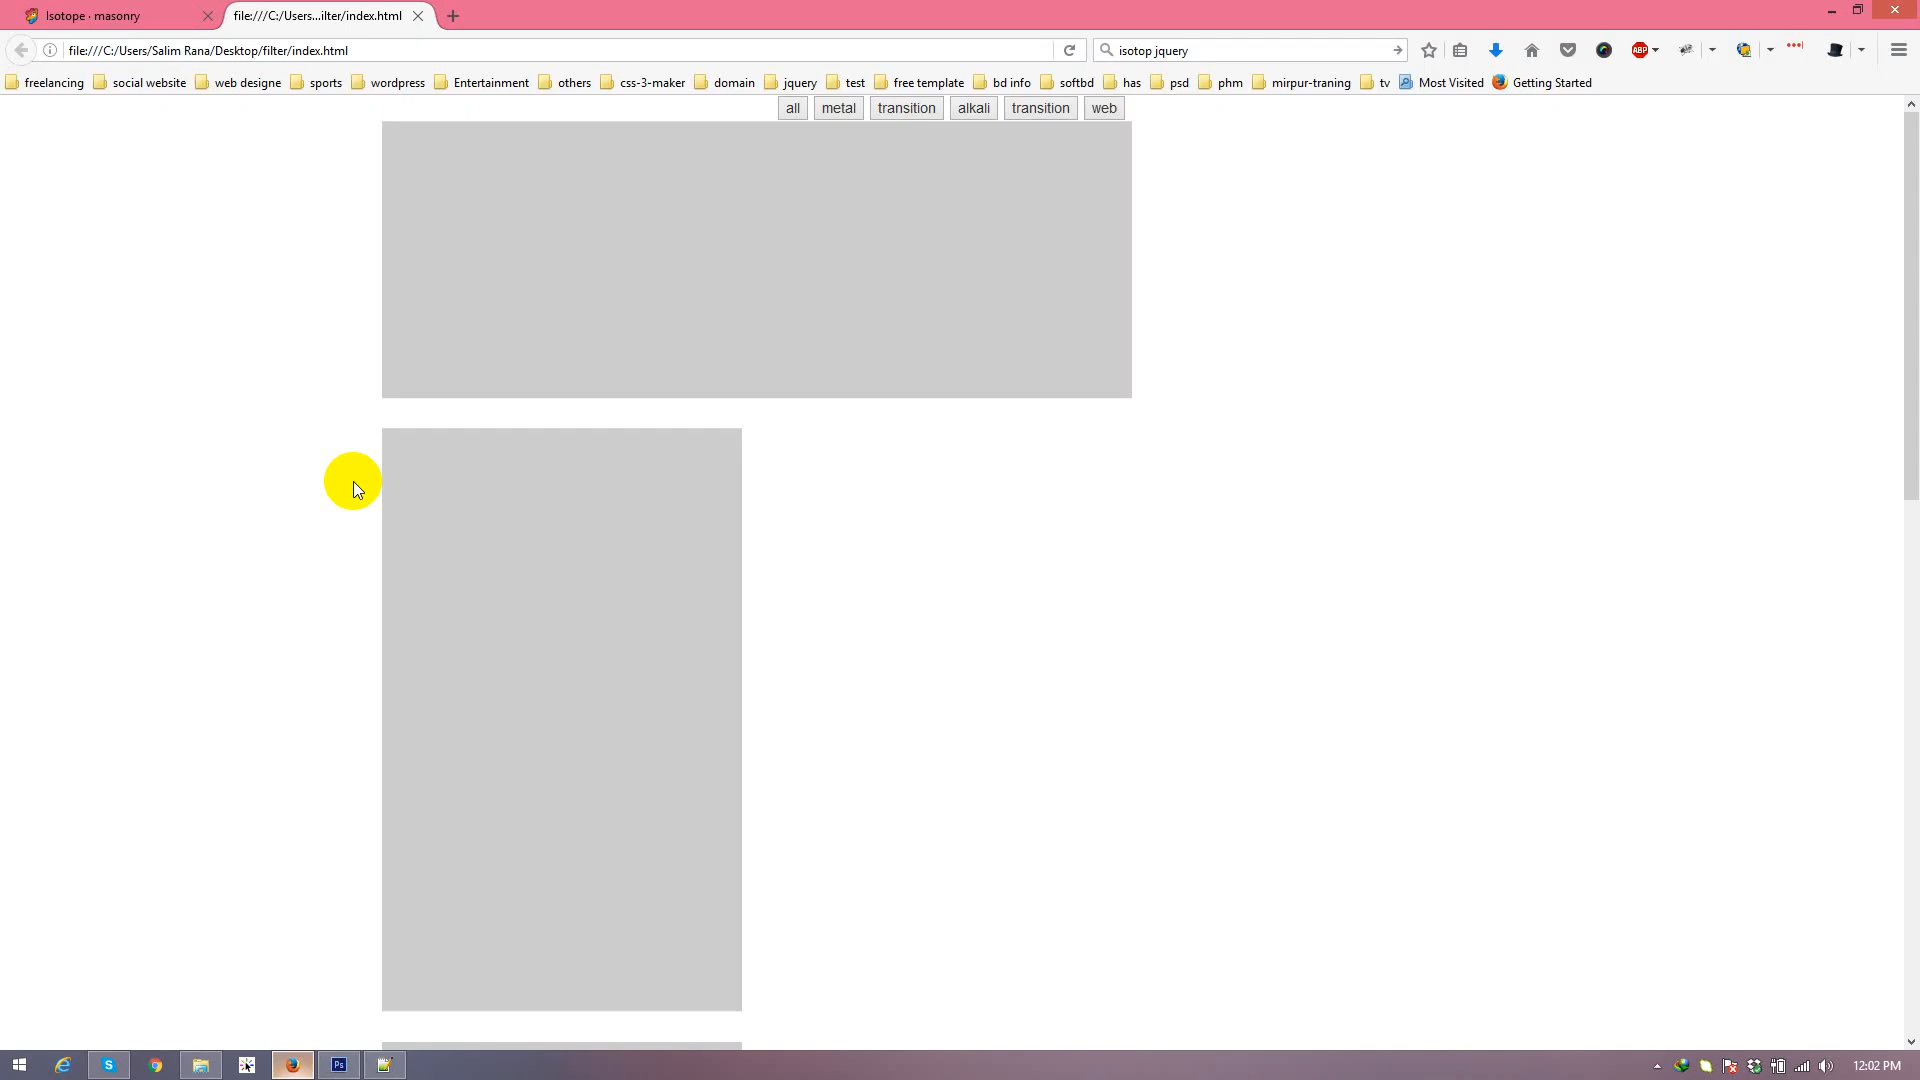 Isotope · masonry
file:///C:/Users...ilter/index.html
file:///C:/Users/Salim Rana/Desktop/filter/index.html
isotop jquery
ABP
freelancing social website web designe sports wordpress Entertainment others css-3-maker domain jquery test free template bd info softbd has psd phm mirpur-traning tv Most Visited Getting Started
all metal transition alkali transition web
Ps
12:02 PM